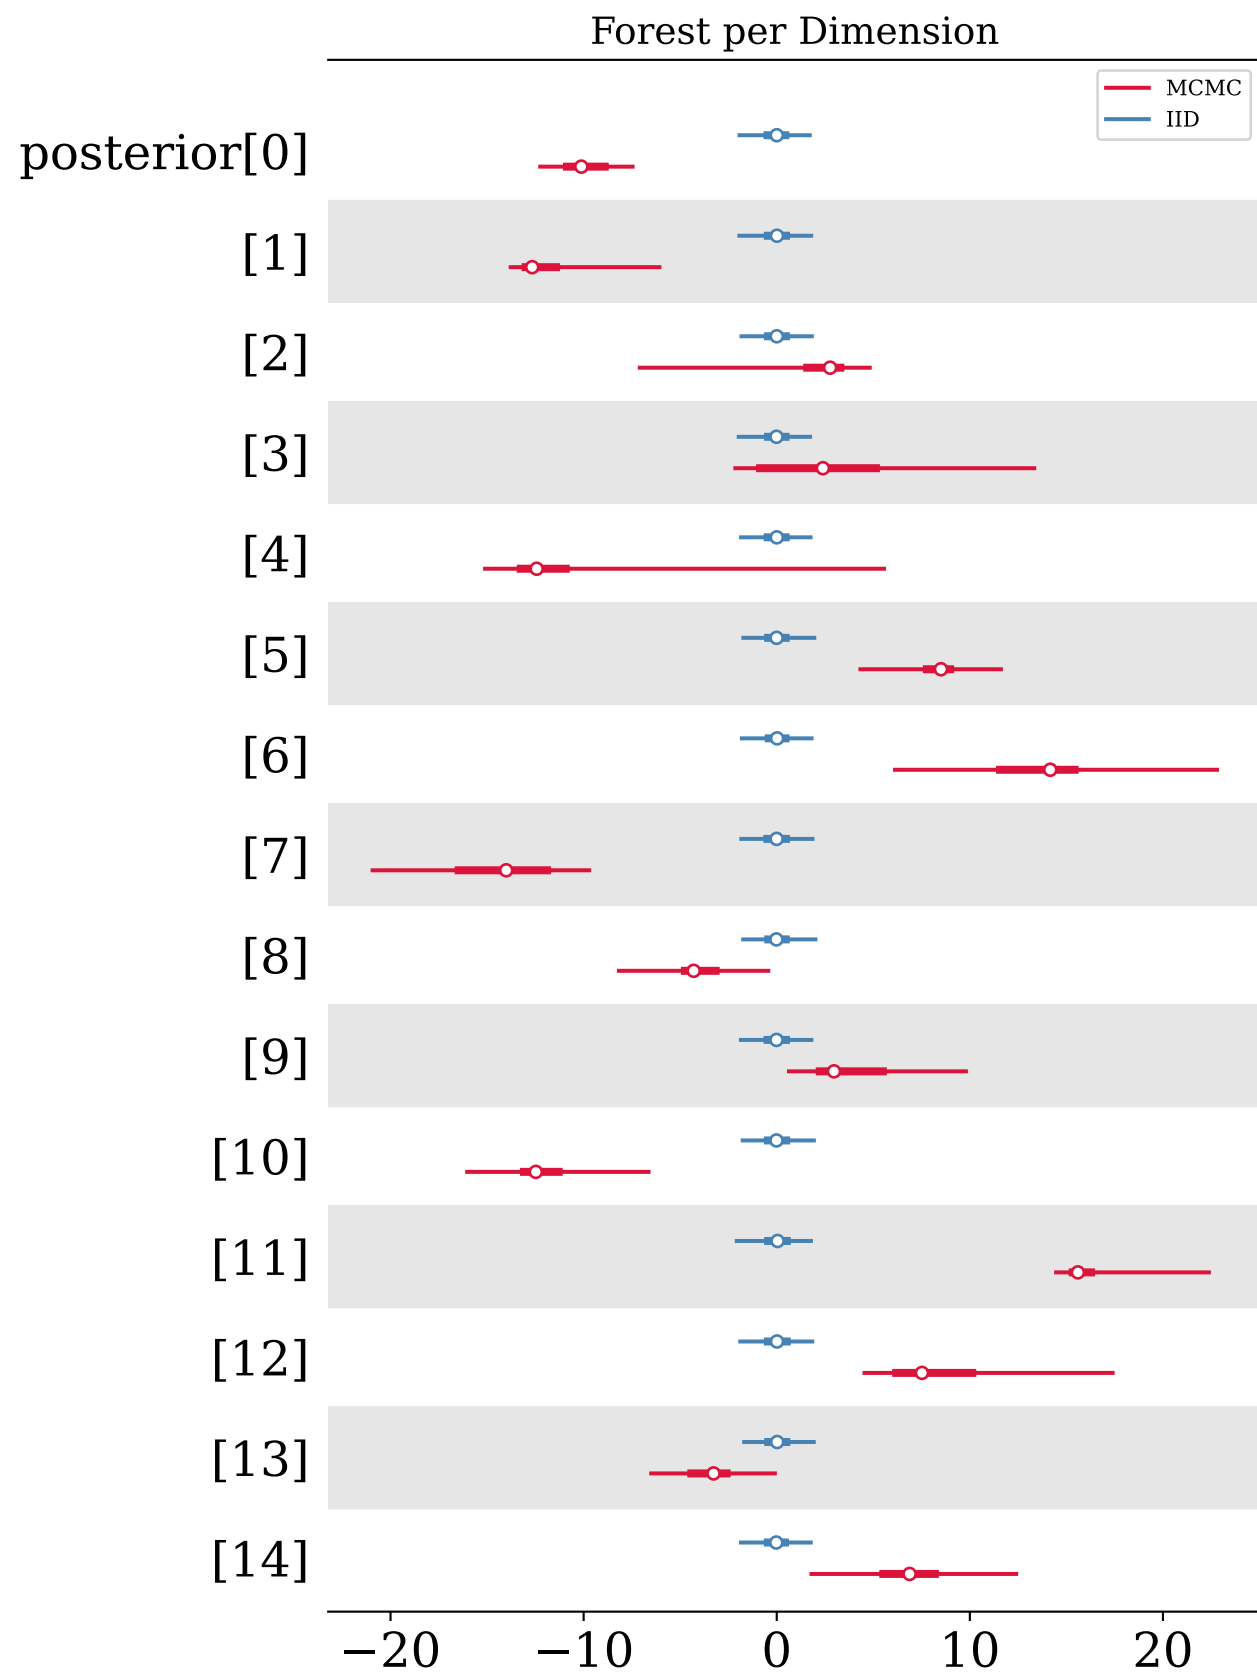 Forest per Dimension
MCMC
IID
posterior[0]
[1]
[2]
[3]
[4]
[5]
[6]
[7]
[8]
[9]
[10]
[11]
[12]
[13]
[14]
−20 −10 0 10 20